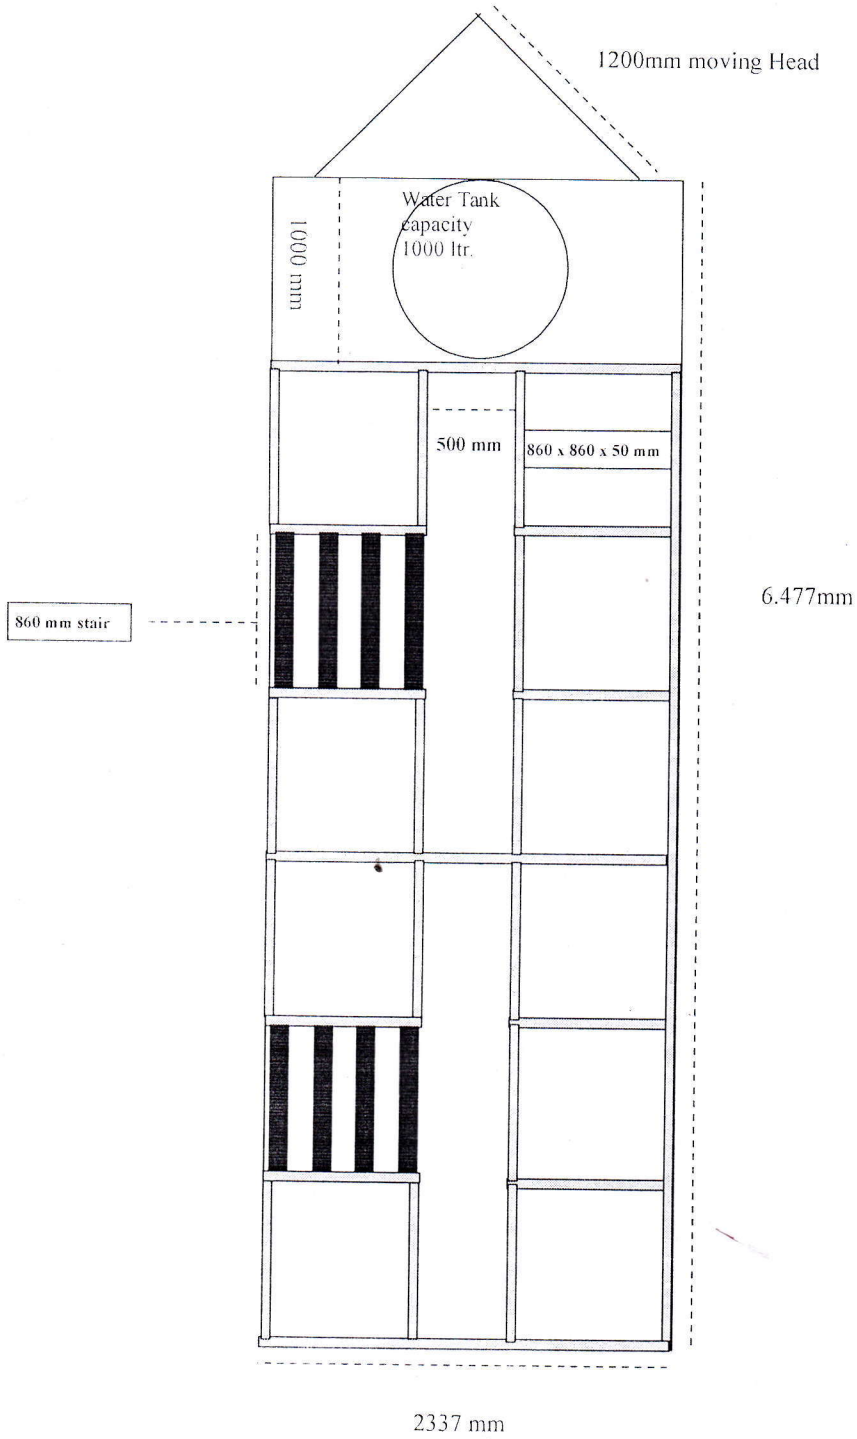 1200mm moving Head
Water Tank
capacity
1000 ltr.
1000 mm
500 mm
860 x 860 x 50 mm
860 mm stair
6.477mm
2337 mm